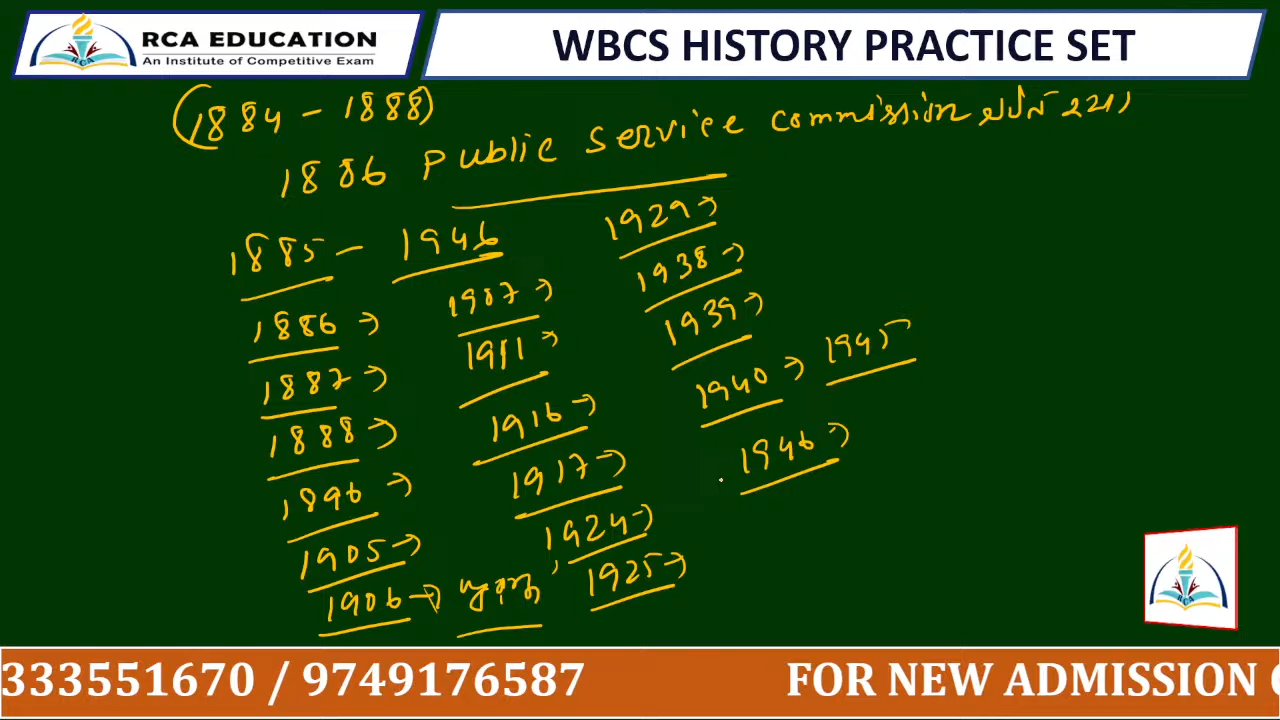 RCA EDUCATION
An Institute of Competitive Exam
WBCS HISTORY PRACTICE SET
(1884 - 1888)
1886 Public Service Commission গঠন হয়।
1885 - 1946
1886 →
1887 →
1888 →
1896 →
1905 →
1906 →
1907 →
1911 →
1916 →
1917 →
1924 →
1925 →
1929 →
1938 →
1939 →
1940 → 1945
1946 →
RCA
333551670 / 9749176587
FOR NEW ADMISSION